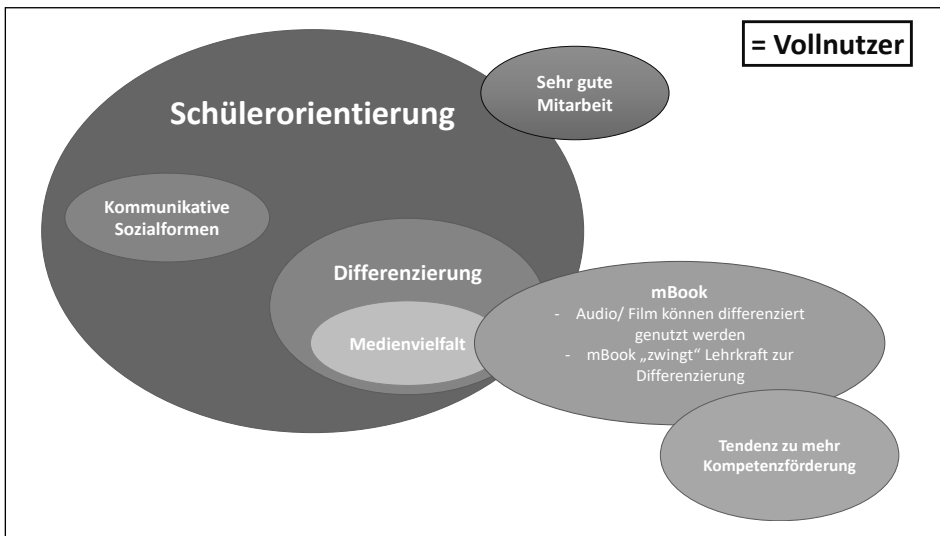 = Vollnutzer
Sehr gute
Mitarbeit
Schülerorientierung
Kommunikative
Sozialformen
Differenzierung
Medienvielfalt
mBook
- Audio/ Film können differenziert
genutzt werden
- mBook „zwingt“ Lehrkraft zur
Differenzierung
Tendenz zu mehr
Kompetenzförderung